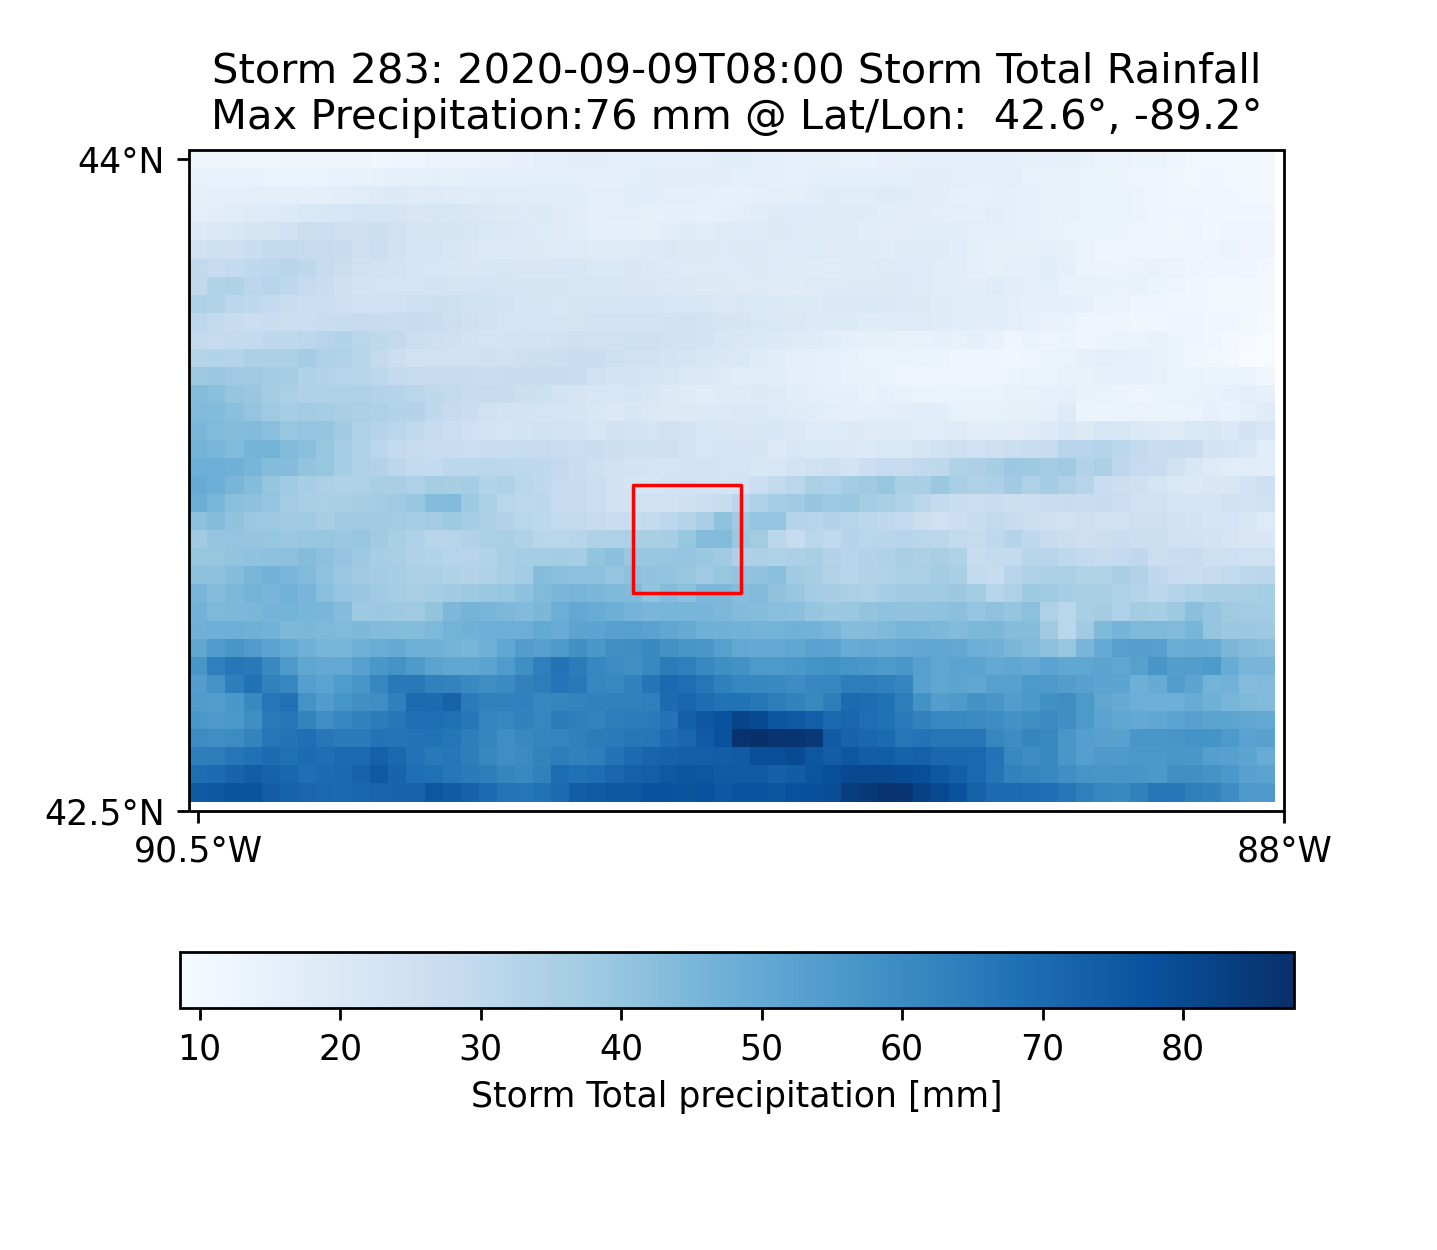 Storm 283: 2020-09-09T08:00 Storm Total Rainfall
Max Precipitation:76 mm @ Lat/Lon:  42.6°, -89.2°
44°N
42.5°N
90.5°W 88°W
10 20 30 40 50 60 70 80
Storm Total precipitation [mm]